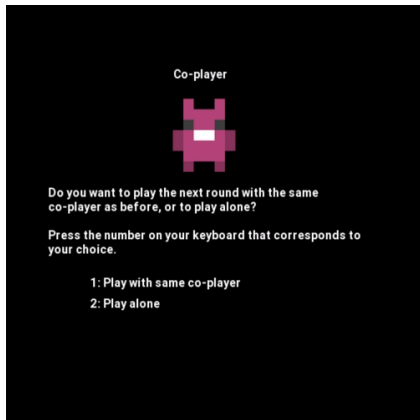 Co-player
Do you want to play the next round with the same
co-player as before, or to play alone?
Press the number on your keyboard that corresponds to
your choice.
1: Play with same co-player
2: Play alone